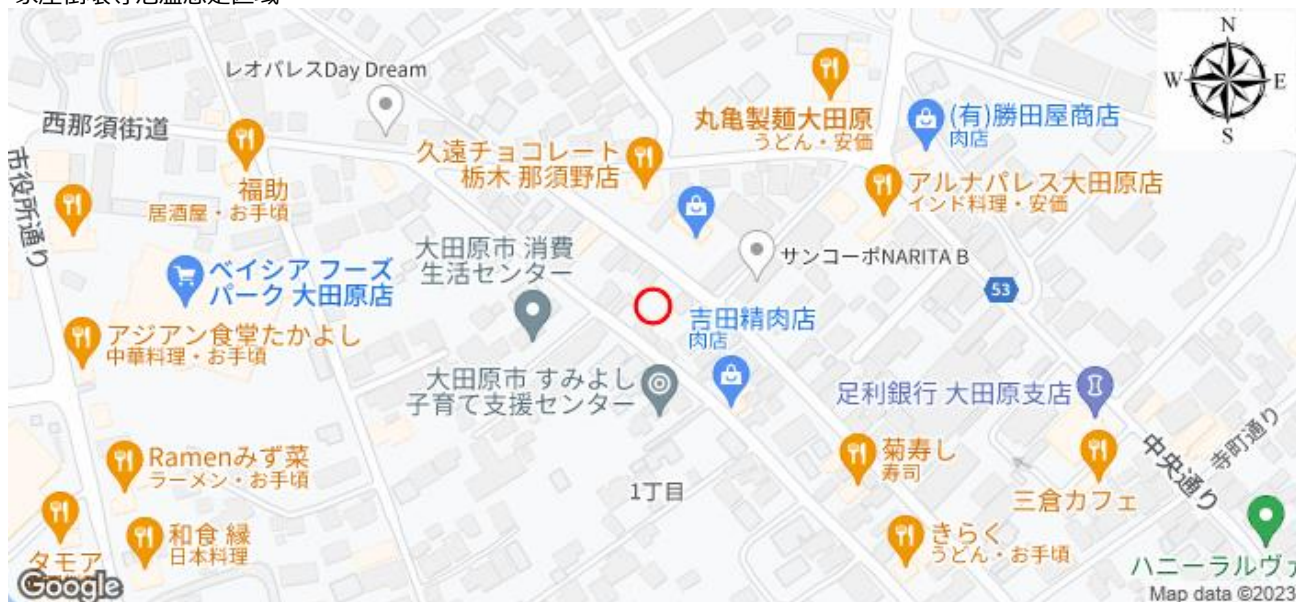 家屋倒壊等氾濫想定区域
N
W
E
S
レオパレスDay Dream
西那須街道
市役所通り
福助
居酒屋・お手頃
久遠チョコレート
栃木 那須野店
丸亀製麺大田原
うどん・安価
(有)勝田屋商店
肉店
アルナパレス大田原店
インド料理・安価
大田原市 消費
生活センター
サンコーポNARITA B
ベイシア フーズ
パーク 大田原店
53
吉田精肉店
肉店
アジアン食堂たかよし
中華料理・お手頃
大田原市 すみよし
子育て支援センター
足利銀行 大田原支店
中央通り
寺町通り
Ramenみず菜
ラーメン・お手頃
1丁目
菊寿し
寿司
三倉カフェ
和食 縁
日本料理
タモア
きらく
うどん・お手頃
ハニーラルヴァ
Google
Map data ©2023